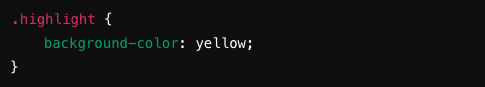 .highlight {
    background-color: yellow;
}